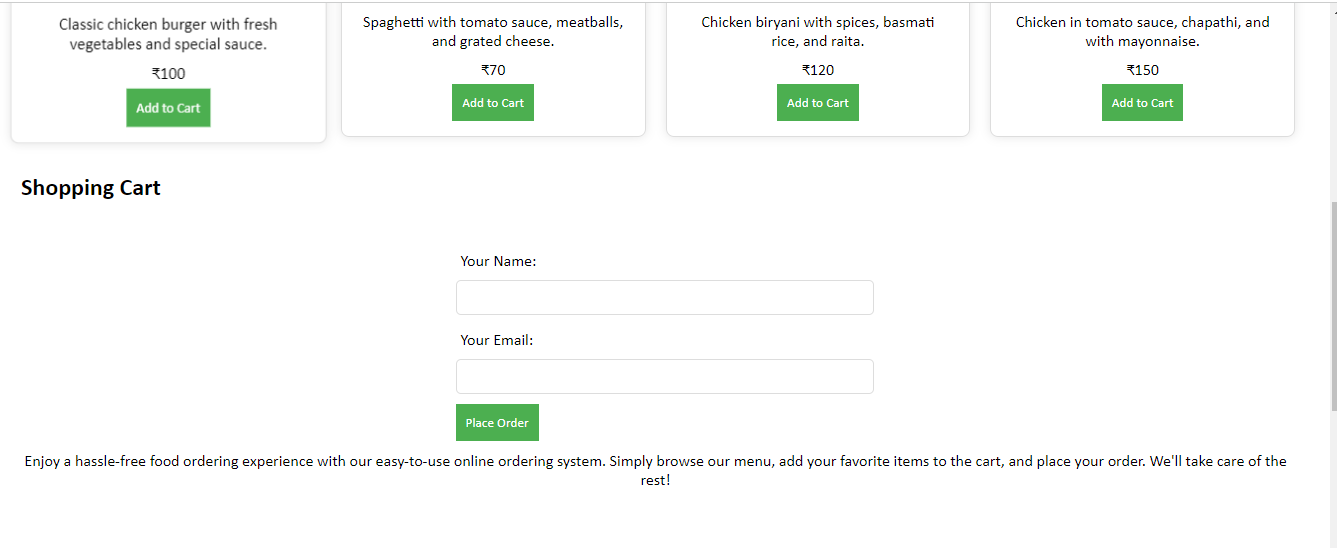 Classic chicken burger with fresh
vegetables and special sauce.
₹100
Add to Cart
Spaghetti with tomato sauce, meatballs,
and grated cheese.
₹70
Add to Cart
Chicken biryani with spices, basmati
rice, and raita.
₹120
Add to Cart
Chicken in tomato sauce, chapathi, and
with mayonnaise.
₹150
Add to Cart
Shopping Cart
Your Name:
Your Email:
Place Order
Enjoy a hassle-free food ordering experience with our easy-to-use online ordering system. Simply browse our menu, add your favorite items to the cart, and place your order. We'll take care of the
rest!